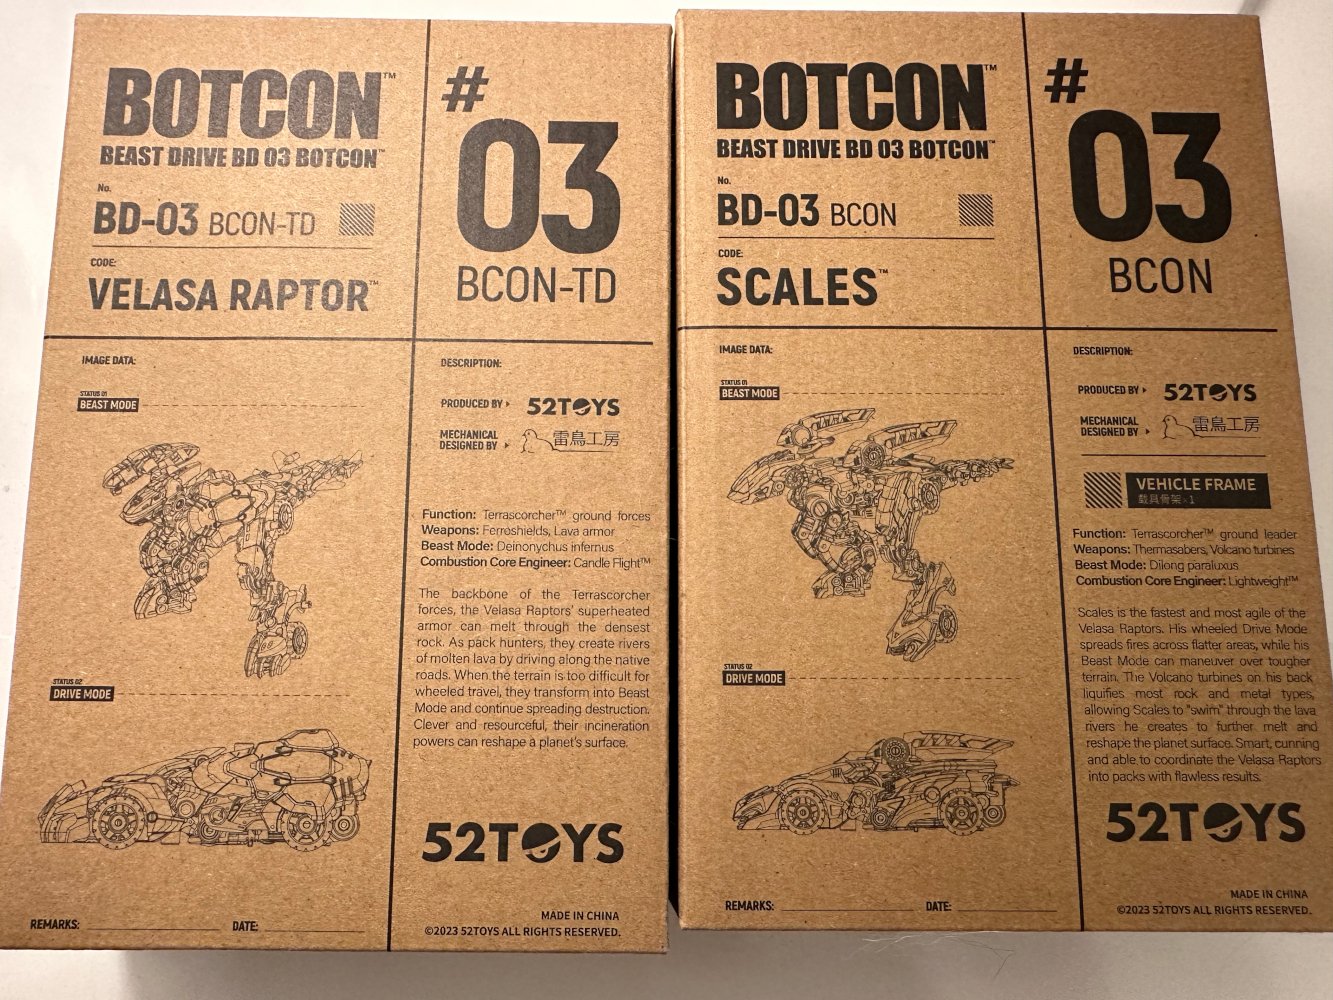 BOTCON™
BEAST DRIVE BD 03 BOTCON™
No.
BD-03 BCON-TD
CODE:
VELASA RAPTOR™
#
03
BCON-TD
IMAGE DATA:
STATUS 01
BEAST MODE
STATUS 02
DRIVE MODE
REMARKS:
DATE:
DESCRIPTION:
PRODUCED BY 52TOYS
MECHANICAL
DESIGNED BY 雷鳥工房
Function: Terrascorcher™ ground forces
Weapons: Ferroshields, Lava armor
Beast Mode: Deinonychus infernus
Combustion Core Engineer: Candle Flight™
The backbone of the Terrascorcher
forces, the Velasa Raptors' superheated
armor can melt through the densest
rock. As pack hunters, they create rivers
of molten lava by driving along the native
roads. When the terrain is too difficult for
wheeled travel, they transform into Beast
Mode and continue spreading destruction.
Clever and resourceful, their incineration
powers can reshape a planet's surface.
52TOYS
MADE IN CHINA
©2023 52TOYS ALL RIGHTS RESERVED.
BOTCON™
BEAST DRIVE BD 03 BOTCON™
No.
BD-03 BCON
CODE:
SCALES™
#
03
BCON
IMAGE DATA:
STATUS 01
BEAST MODE
STATUS 02
DRIVE MODE
REMARKS:
DATE:
DESCRIPTION:
PRODUCED BY 52TOYS
MECHANICAL
DESIGNED BY 雷鳥工房
VEHICLE FRAME
载具骨架×1
Function: Terrascorcher™ ground leader
Weapons: Thermasabers, Volcano turbines
Beast Mode: Dilong paraluxus
Combustion Core Engineer: Lightweight™
Scales is the fastest and most agile of the
Velasa Raptors. His wheeled Drive Mode
spreads fires across flatter areas, while his
Beast Mode can maneuver over tougher
terrain. The Volcano turbines on his back
liquifies most rock and metal types,
allowing Scales to "swim" through the lava
rivers he creates to further melt and
reshape the planet surface. Smart, cunning
and able to coordinate the Velasa Raptors
into packs with flawless results.
52TOYS
MADE IN CHINA
©2023 52TOYS ALL RIGHTS RESERVED.